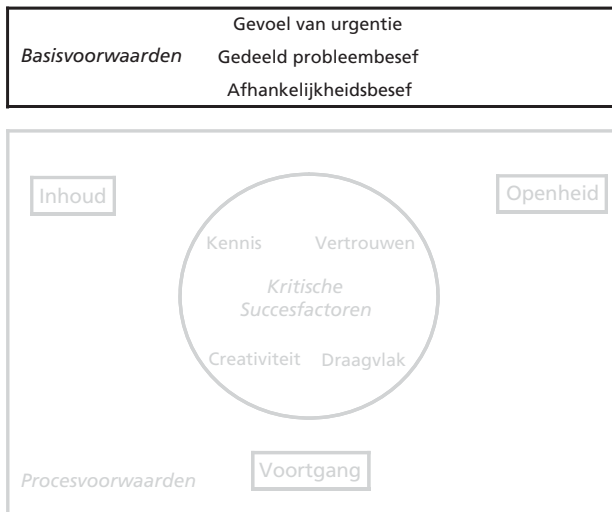 Gevoel van urgentie
Basisvoorwaarden Gedeeld probleembesef
Afhankelijkheidsbesef
Inhoud Openheid
Kennis Vertrouwen
Kritische
Succesfactoren
Creativiteit Draagvlak
Procesvoorwaarden Voortgang